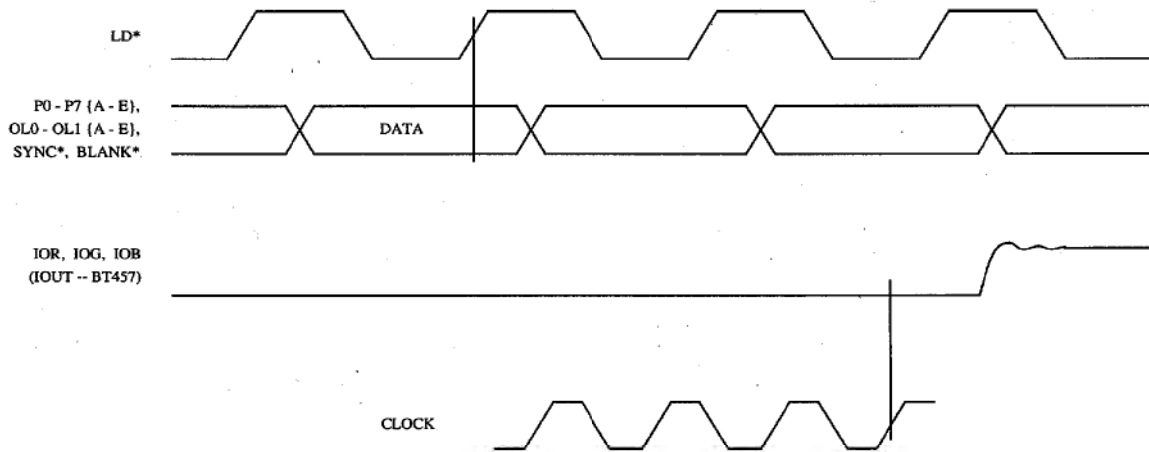 LD*
P0 - P7 {A - E},
OL0 - OL1 {A - E},
SYNC*, BLANK*
DATA
IOR, IOG, IOB
(IOUT -- BT457)
CLOCK